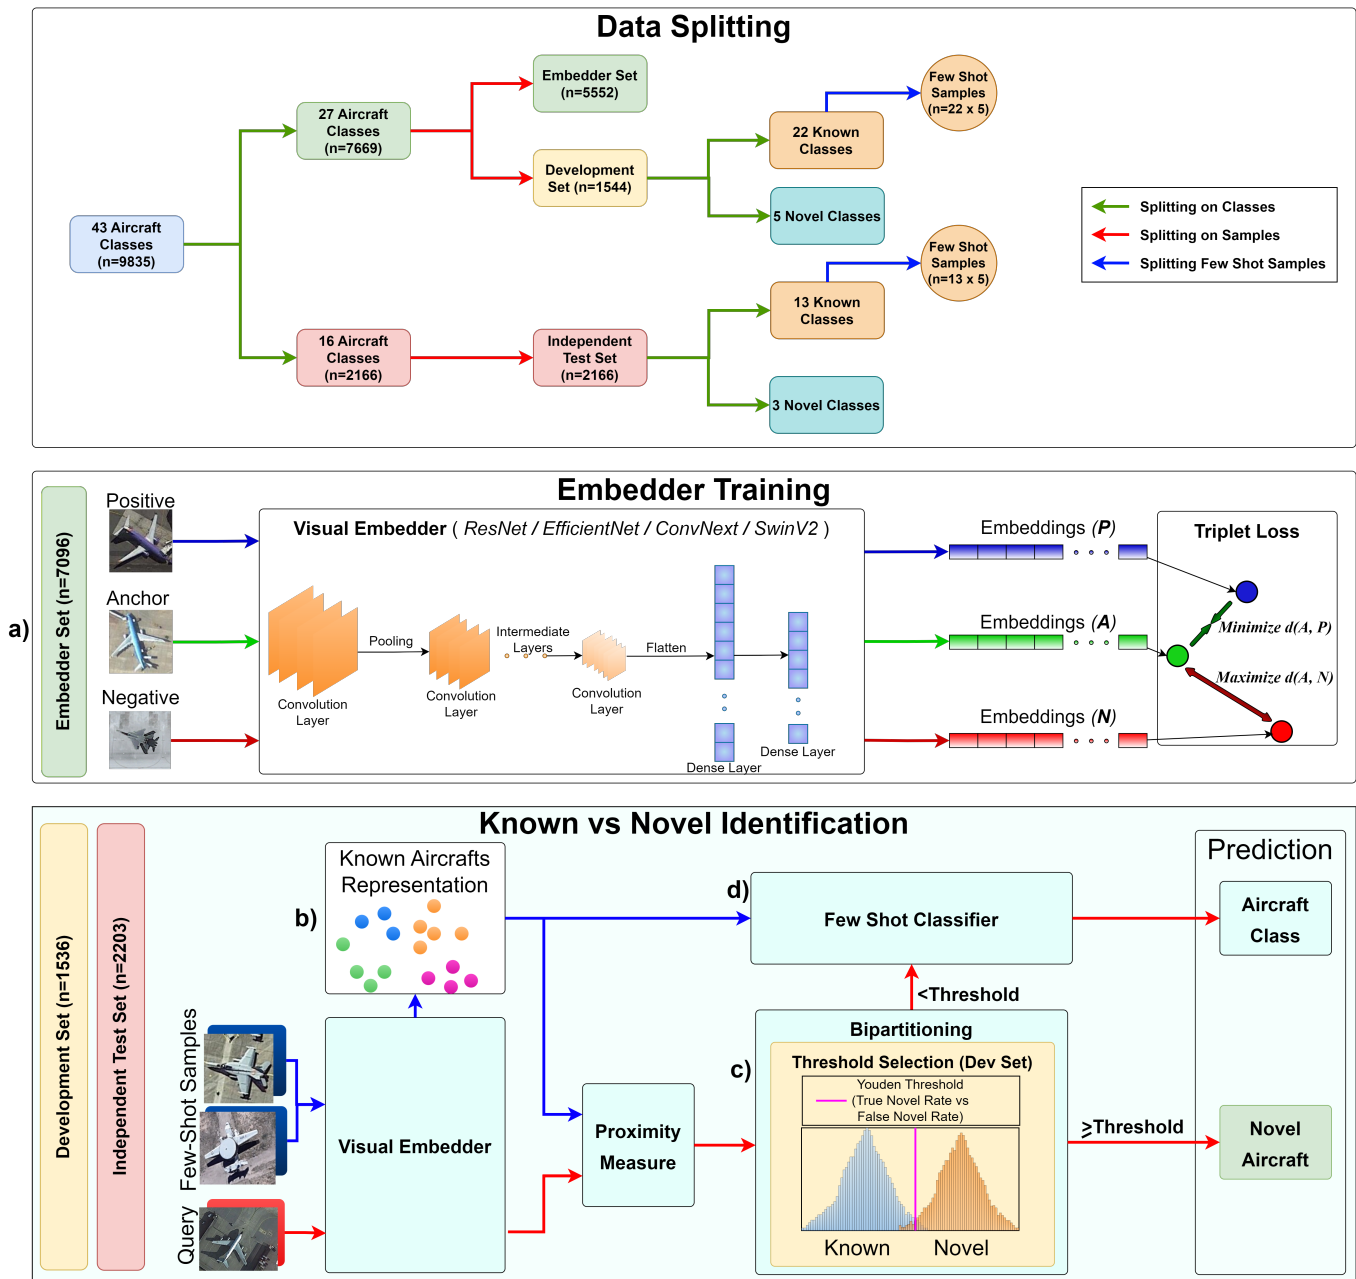 Data Splitting
43 Aircraft
Classes
(n=9835)
27 Aircraft
Classes
(n=7669)
16 Aircraft
Classes
(n=2166)
Embedder Set
(n=5552)
Development
Set (n=1544)
Independent
Test Set
(n=2166)
22 Known
Classes
5 Novel Classes
13 Known
Classes
3 Novel Classes
Few Shot
Samples
(n=22 x 5)
Few Shot
Samples
(n=13 x 5)
Splitting on Classes
Splitting on Samples
Splitting Few Shot Samples
Embedder Training
a)
Embedder Set (n=7096)
Positive
Anchor
Negative
Visual Embedder ( ResNet / EfficientNet / ConvNext / SwinV2 )
Convolution
Layer
Pooling
Convolution
Layer
Intermediate
Layers
Convolution
Layer
Flatten
Dense Layer
Dense Layer
Embeddings (P)
Embeddings (A)
Embeddings (N)
Triplet Loss
Minimize d(A, P)
Maximize d(A, N)
Known vs Novel Identification
Development Set (n=1536)
Independent Test Set (n=2203)
Few-Shot Samples
Query
b)
Known Aircrafts
Representation
Visual Embedder
Proximity
Measure
d)
Few Shot Classifier
<Threshold
Bipartitioning
c)
Threshold Selection (Dev Set)
Youden Threshold
(True Novel Rate vs
False Novel Rate)
Known
Novel
≥Threshold
Prediction
Aircraft
Class
Novel
Aircraft